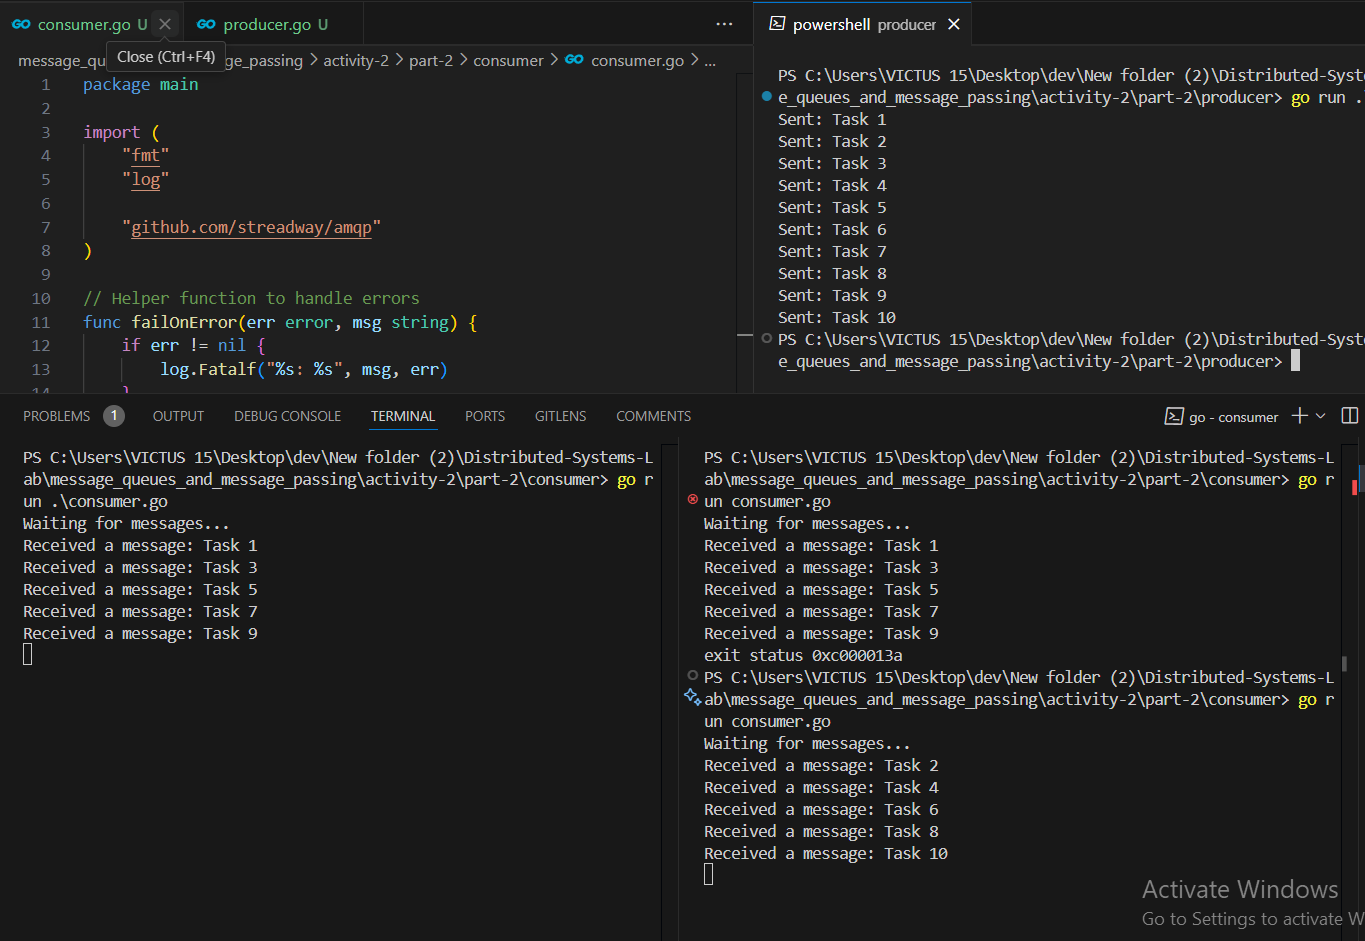 consumer.go U
producer.go U
Close (Ctrl+F4)
message_qu ge_passing > activity-2 > part-2 > consumer > consumer.go > ...
1 package main
2
3 import (
4 "fmt"
5 "log"
6
7 "github.com/streadway/amqp"
8 )
9
10 // Helper function to handle errors
11 func failOnError(err error, msg string) {
12 if err != nil {
13 log.Fatalf("%s: %s", msg, err)
14 }
powershell producer
PS C:\Users\VICTUS 15\Desktop\dev\New folder (2)\Distributed-Syst
e_queues_and_message_passing\activity-2\part-2\producer> go run .
Sent: Task 1
Sent: Task 2
Sent: Task 3
Sent: Task 4
Sent: Task 5
Sent: Task 6
Sent: Task 7
Sent: Task 8
Sent: Task 9
Sent: Task 10
PS C:\Users\VICTUS 15\Desktop\dev\New folder (2)\Distributed-Syst
e_queues_and_message_passing\activity-2\part-2\producer>
PROBLEMS 1 OUTPUT DEBUG CONSOLE TERMINAL PORTS GITLENS COMMENTS
go - consumer
PS C:\Users\VICTUS 15\Desktop\dev\New folder (2)\Distributed-Systems-L
ab\message_queues_and_message_passing\activity-2\part-2\consumer> go r
un .\consumer.go
Waiting for messages...
Received a message: Task 1
Received a message: Task 3
Received a message: Task 5
Received a message: Task 7
Received a message: Task 9
PS C:\Users\VICTUS 15\Desktop\dev\New folder (2)\Distributed-Systems-L
ab\message_queues_and_message_passing\activity-2\part-2\consumer> go r
un consumer.go
Waiting for messages...
Received a message: Task 1
Received a message: Task 3
Received a message: Task 5
Received a message: Task 7
Received a message: Task 9
exit status 0xc000013a
PS C:\Users\VICTUS 15\Desktop\dev\New folder (2)\Distributed-Systems-L
ab\message_queues_and_message_passing\activity-2\part-2\consumer> go r
un consumer.go
Waiting for messages...
Received a message: Task 2
Received a message: Task 4
Received a message: Task 6
Received a message: Task 8
Received a message: Task 10
Activate Windows
Go to Settings to activate W